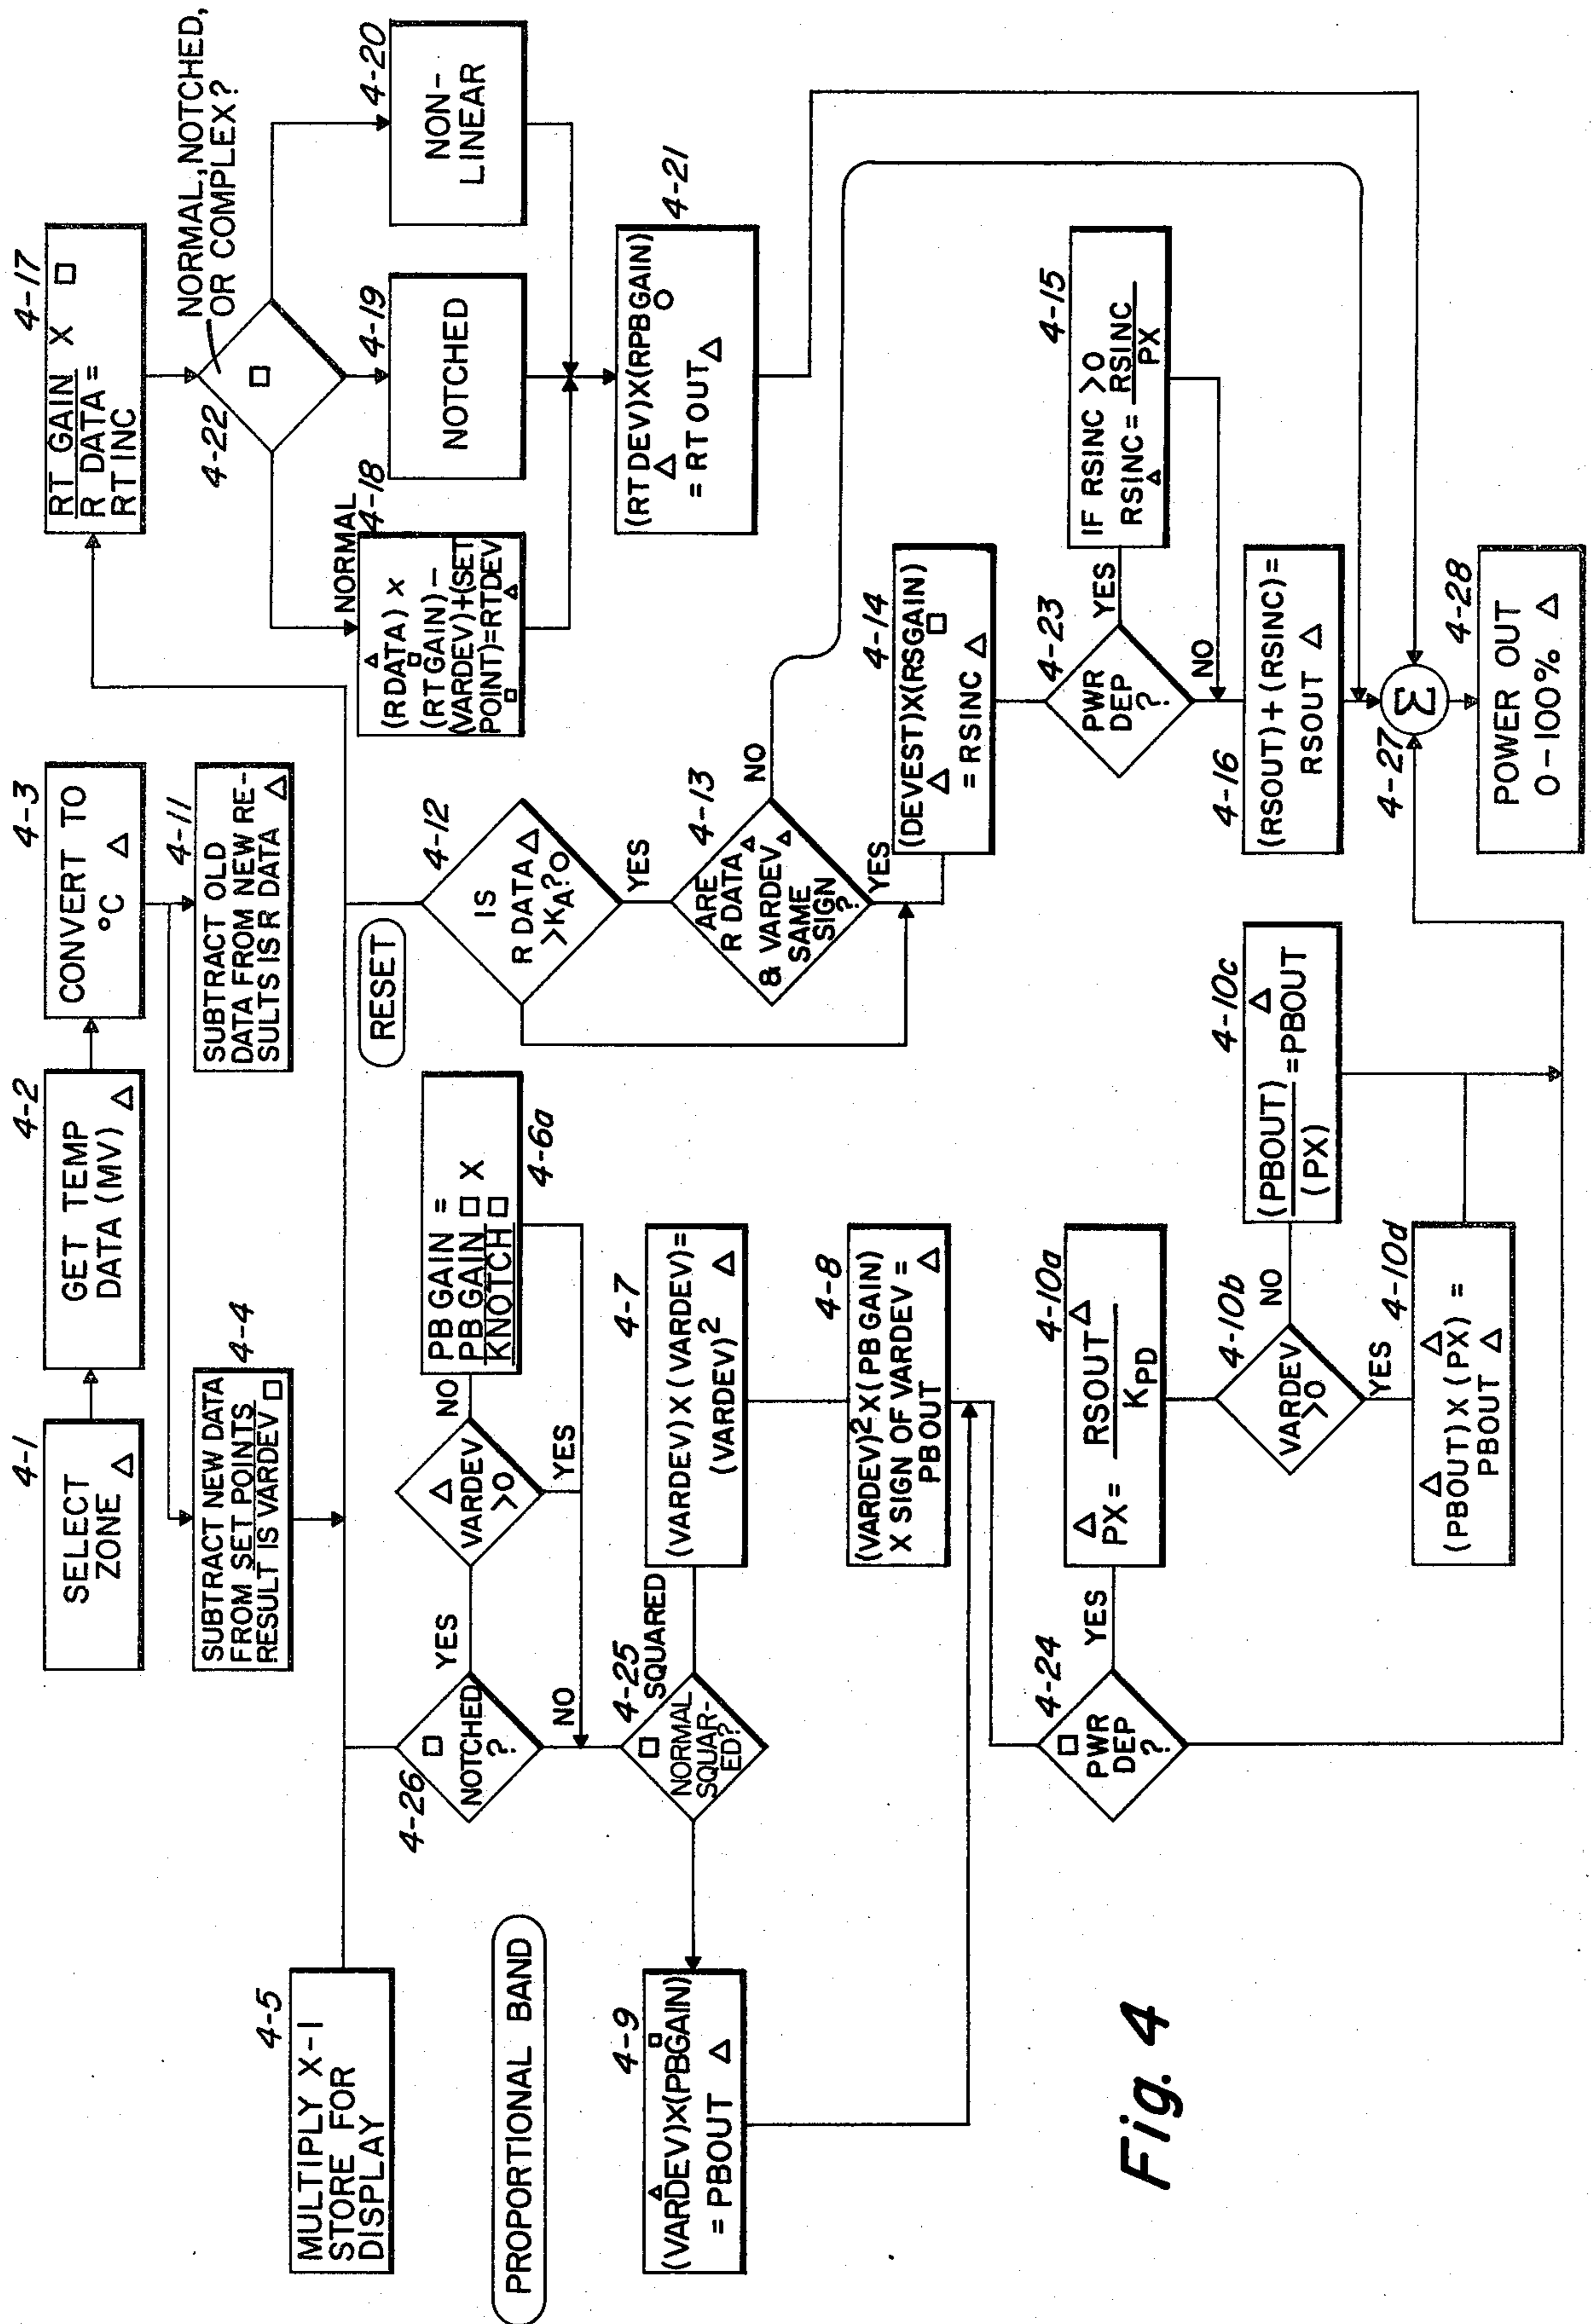 4-1
SELECT
ZONE △
4-2
GET TEMP
DATA (MV) △
4-3
CONVERT TO
°C △
4-4
SUBTRACT NEW DATA
FROM SET POINTS
RESULT IS VARDEV □
4-11
SUBTRACT OLD
DATA FROM NEW RE-
SULTS IS R DATA △
4-5
MULTIPLY X-1
STORE FOR
DISPLAY
4-17
RT GAIN X □
R DATA =
RT INC
NORMAL, NOTCHED,
OR COMPLEX?
4-22
□
NORMAL
4-18
△
(RDATA) X
□
(RT GAIN) -
(VARDEV)+(SET
POINT)=RTDEV
□ △ △
4-19
NOTCHED
4-20
NON-
LINEAR
4-21
(RT DEV)X(RPB GAIN)
△ ○
= RT OUT △
PROPORTIONAL BAND
4-26
□
NOTCHED
?
YES
NO
△
VARDEV
>0
NO
YES
PB GAIN =
PB GAIN □ X
KNOTCH □
4-6a
4-25
SQUARED
□
NORMAL
SQUAR-
ED?
4-7
(VARDEV) X (VARDEV)=
(VARDEV)2 △
4-8
(VARDEV)2 X (PB GAIN)
X SIGN OF VARDEV =
PBOUT △
4-9
△ □
(VARDEV)X(PBGAIN)
= PBOUT △
4-24
□
PWR
DEP
?
YES
4-10a
△ △
PX = RSOUT
KPD
4-10b
VARDEV
>0
NO
YES
4-10c
△
(PBOUT) = PBOUT
(PX)
4-10d
△ △
(PBOUT) X (PX) =
PBOUT △
RESET
4-12
IS
R DATA △
>KA? ○
YES
4-13
ARE
R DATA △
& VARDEV △
SAME
SIGN
?
NO
YES
4-14
(DEVEST)X(RSGAIN)
△ □
= RSINC △
4-23
PWR
DEP
?
YES
NO
4-15
IF RSINC >0
RSINC = RSINC
△ PX
4-16
(RSOUT) + (RSINC) =
RSOUT △
4-27
Σ
4-28
POWER OUT
0-100% △
Fig. 4